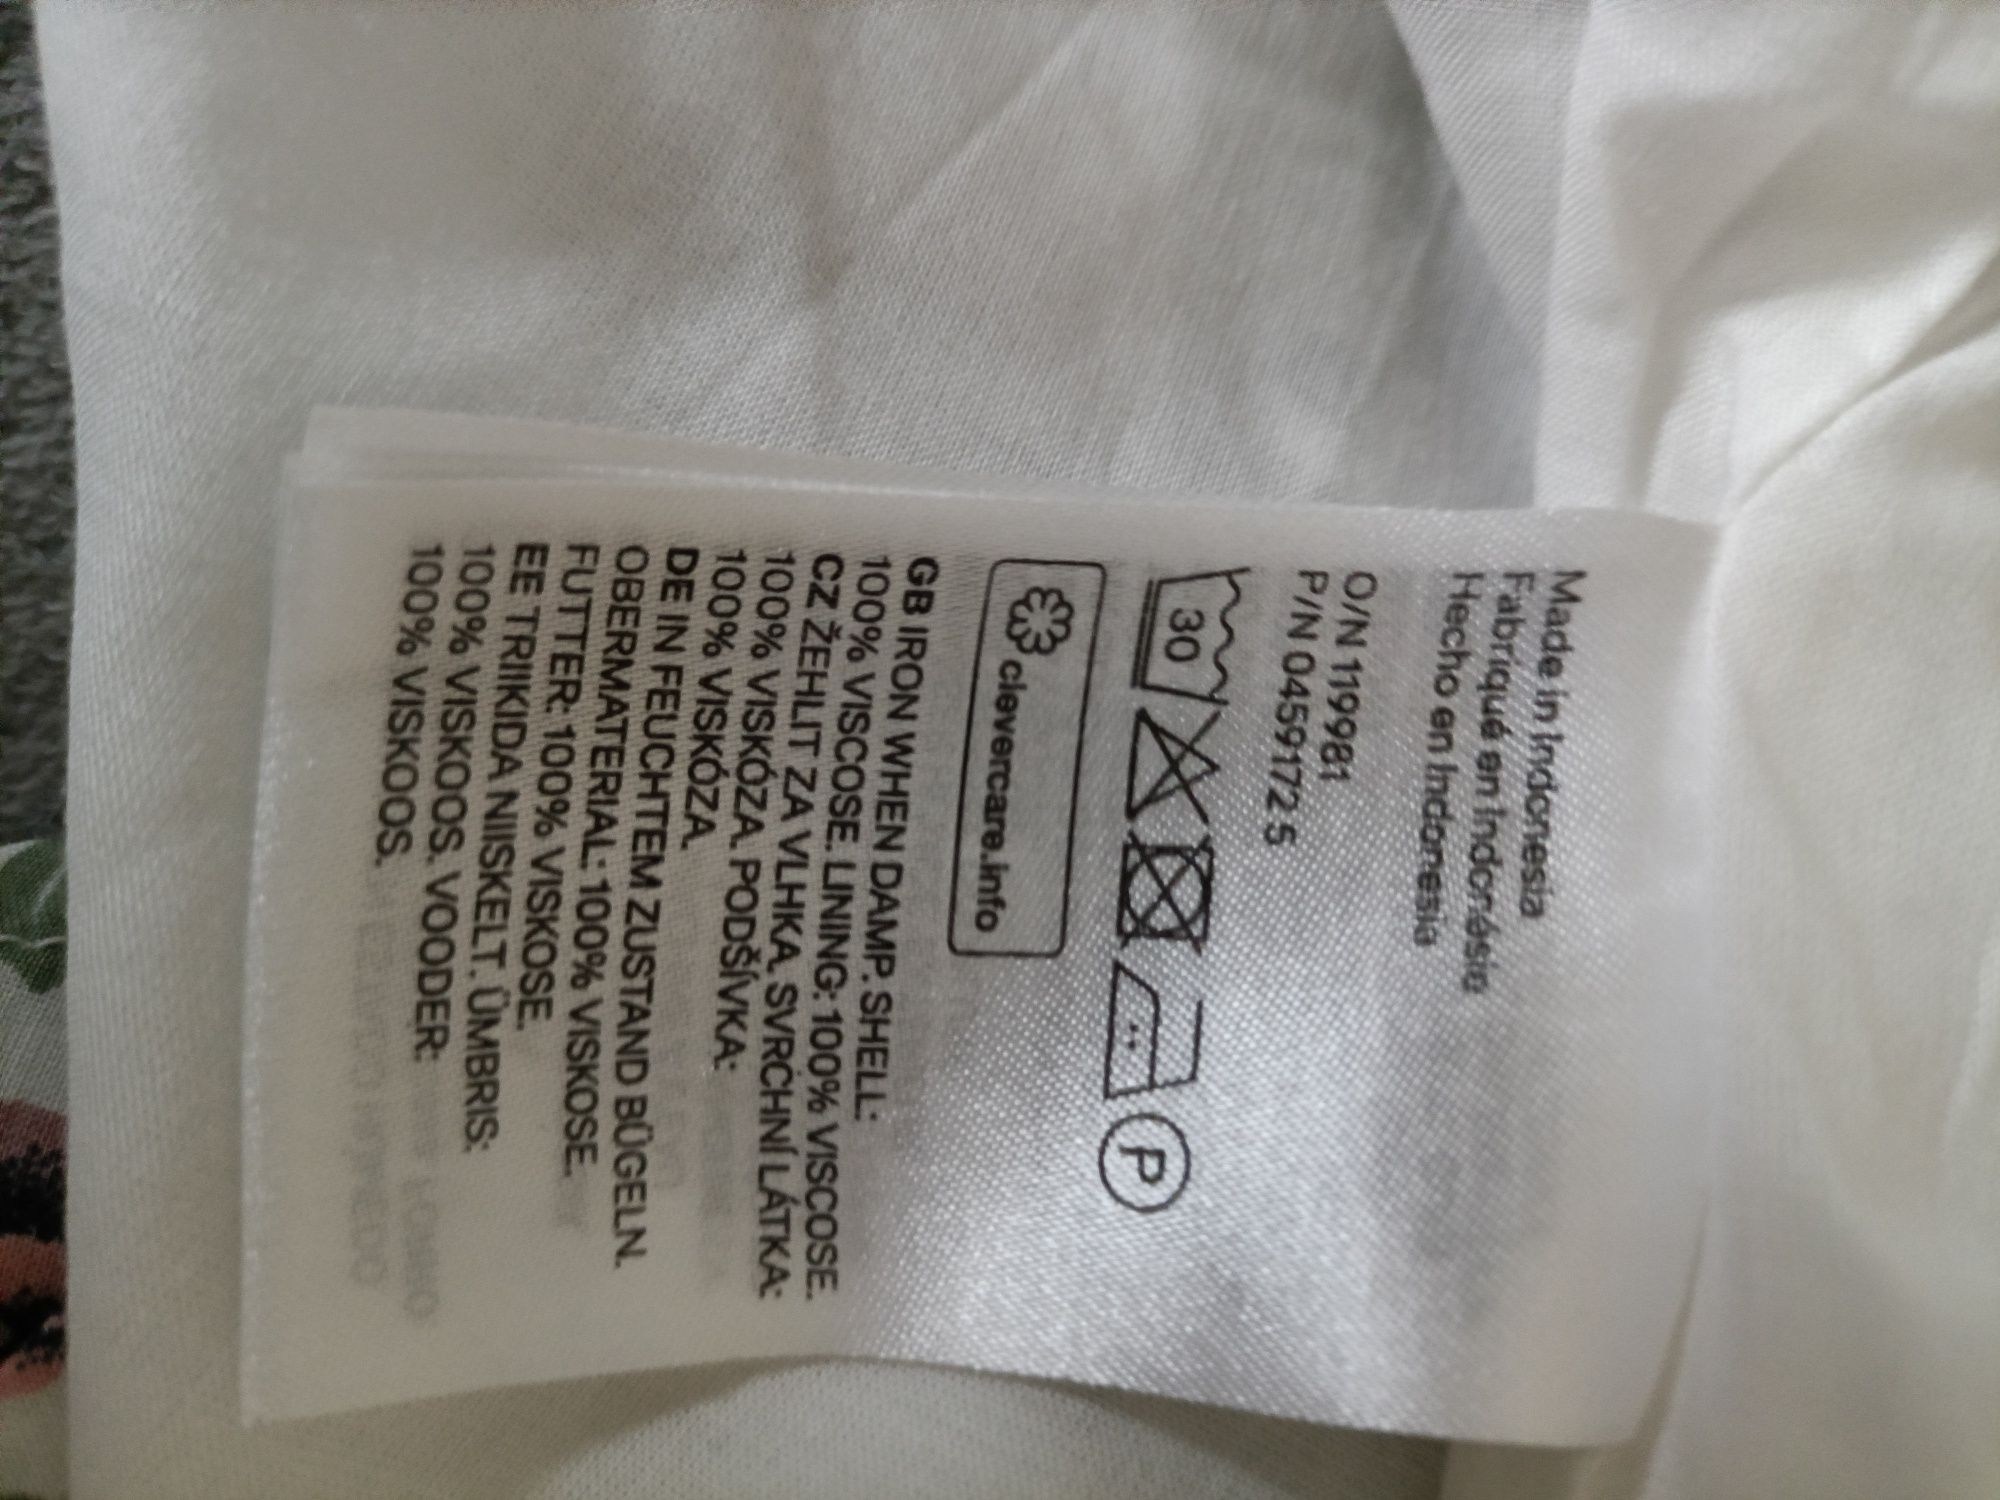 Made in Indonesia
Fabriqué en Indonésie
Hecho en Indonesia
O/N 119981
P/N 0459172 5
30
P
clevercare.info
GB IRON WHEN DAMP. SHELL:
100% VISCOSE. LINING: 100% VISCOSE.
CZ ŽEHLIT ZA VLHKA. SVRCHNÍ LÁTKA:
100% VISKÓZA. PODŠÍVKA:
100% VISKÓZA.
DE IN FEUCHTEM ZUSTAND BÜGELN.
OBERMATERIAL: 100% VISKOSE.
FUTTER: 100% VISKOSE.
EE TRIIKIDA NIISKELT. ÜMBRIS:
100% VISKOOS. VOODER:
100% VISKOOS.